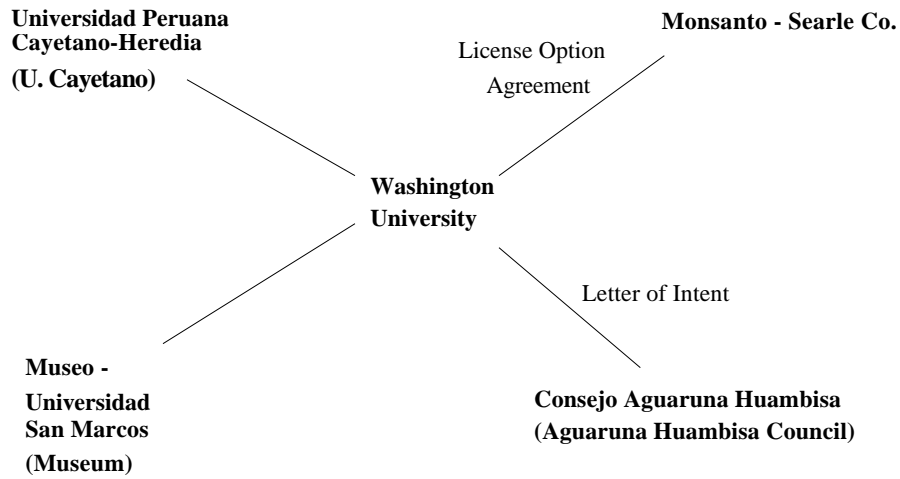 Universidad Peruana
Cayetano-Heredia
(U. Cayetano)
Monsanto - Searle Co.
License Option
Agreement
Washington
University
Letter of Intent
Museo -
Universidad
San Marcos
(Museum)
Consejo Aguaruna Huambisa
(Aguaruna Huambisa Council)